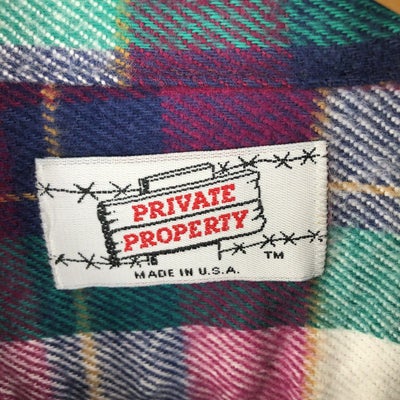 PRIVATE
PROPERTY
TM
MADE IN U.S.A.